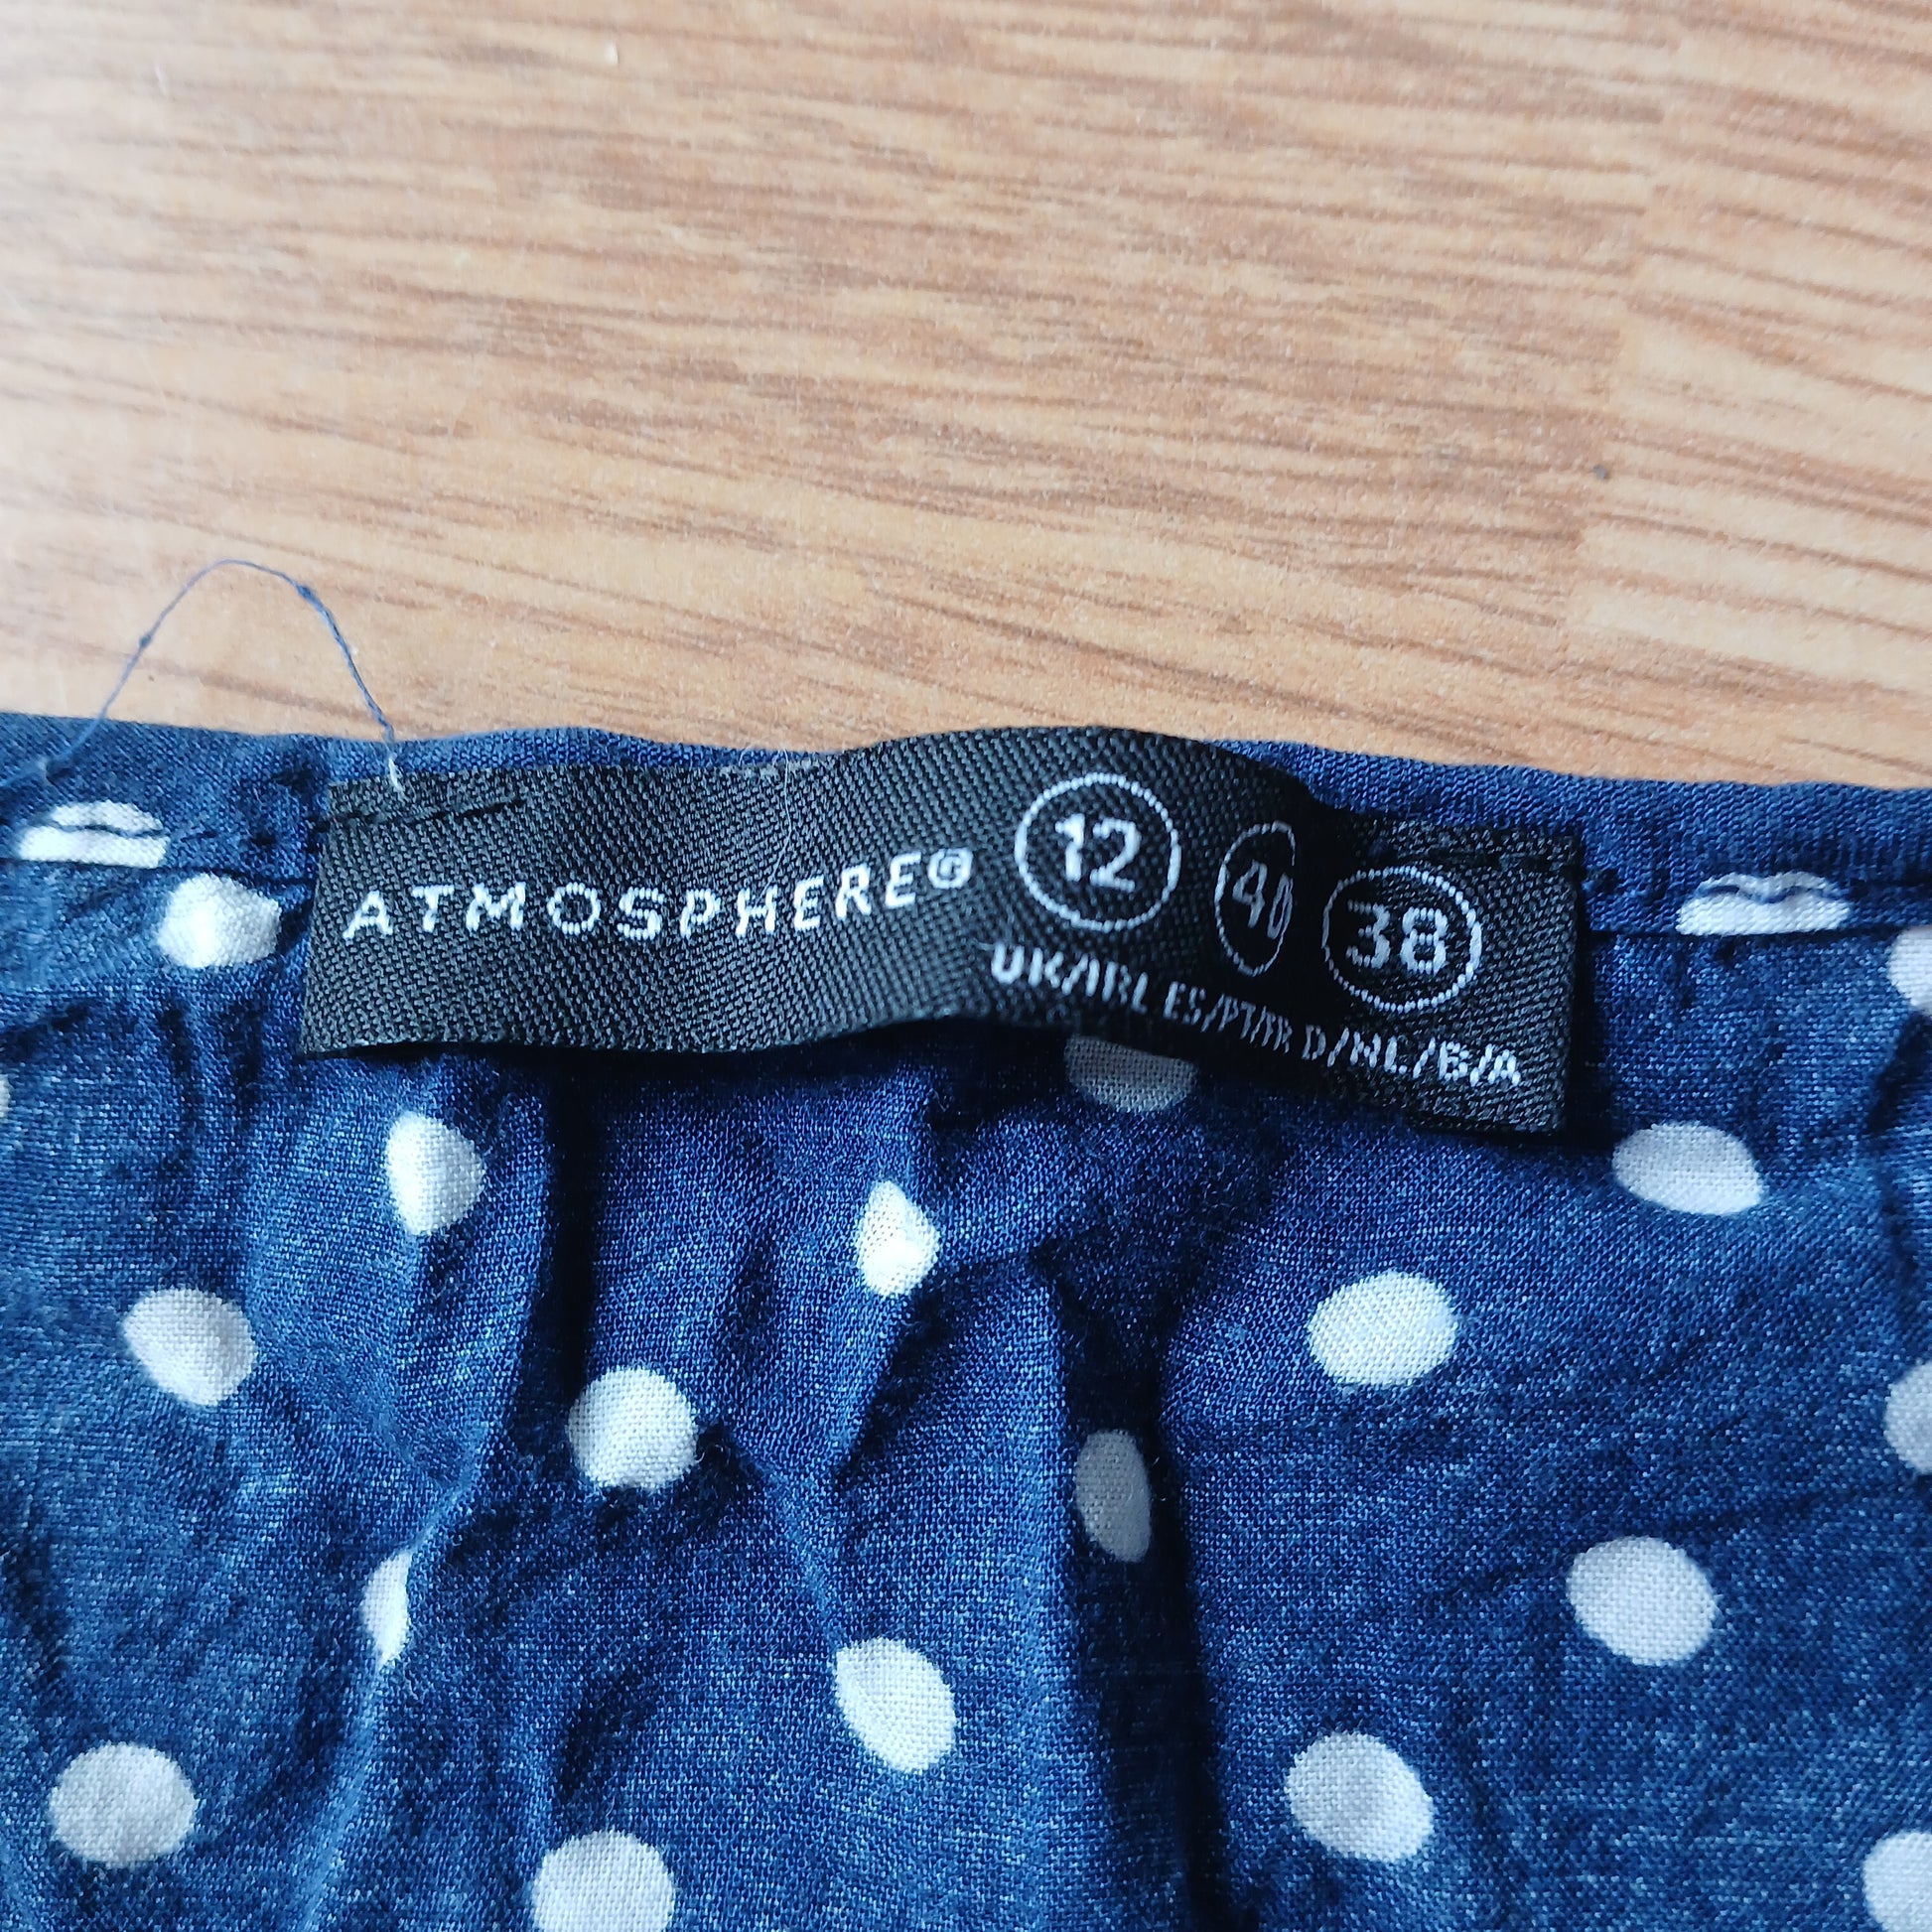 ATMOSPHERE® 12 40 38
UK/IRL ES/PT/FR D/NL/B/A